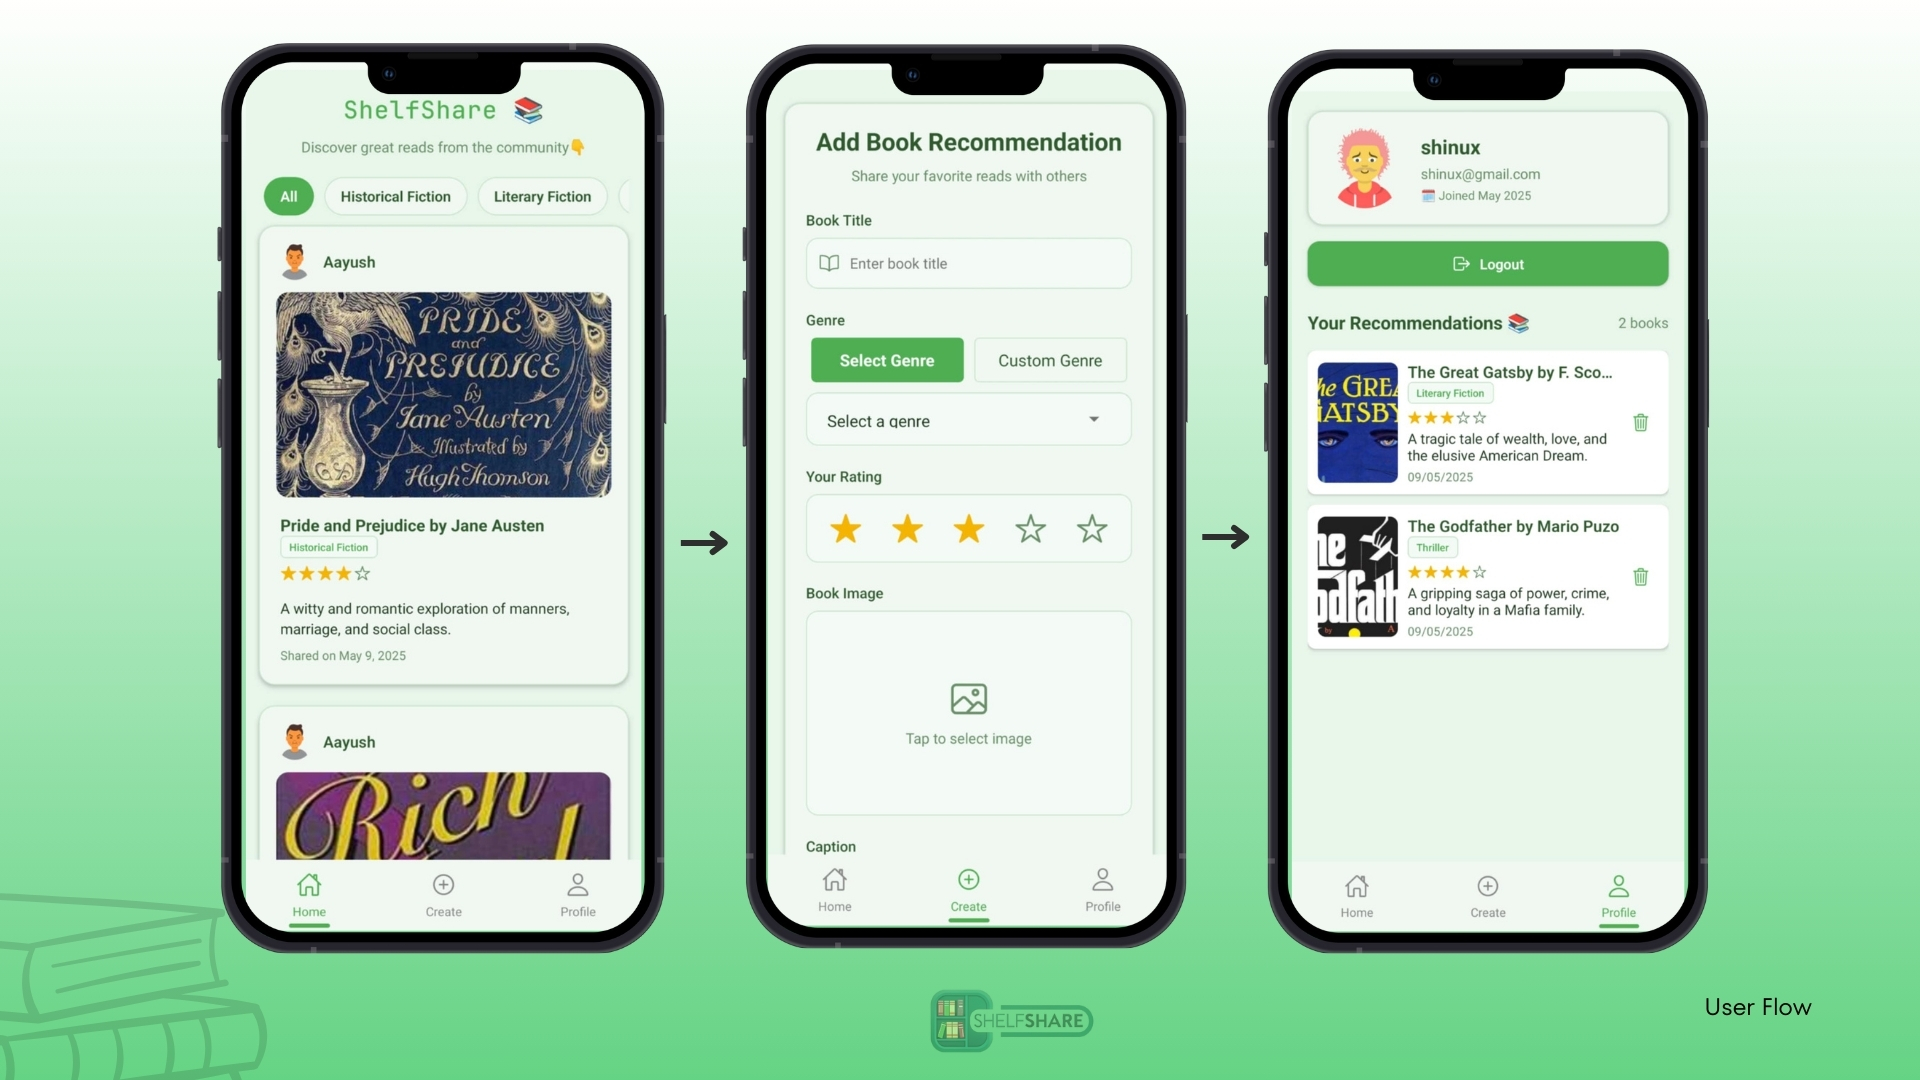 ShelfShare 📚
Discover great reads from the community👇
All
Historical Fiction
Literary Fiction
Aayush
PRIDE
and
PREJUDICE
by
Jane Austen
Illustrated by
Hugh Thomson
Pride and Prejudice by Jane Austen
Historical Fiction
A witty and romantic exploration of manners,
marriage, and social class.
Shared on May 9, 2025
Aayush
Rich
Home
Create
Profile
Add Book Recommendation
Share your favorite reads with others
Book Title
Enter book title
Genre
Select Genre
Custom Genre
Select a genre
Your Rating
Book Image
Tap to select image
Caption
Home
Create
Profile
shinux
shinux@gmail.com
🗓️ Joined May 2025
Logout
Your Recommendations 📚
2 books
he GREA
GATSBY
The Great Gatsby by F. Sco...
Literary Fiction
A tragic tale of wealth, love, and
the elusive American Dream.
09/05/2025
he
odfath
by
A
The Godfather by Mario Puzo
Thriller
A gripping saga of power, crime,
and loyalty in a Mafia family.
09/05/2025
Home
Create
Profile
SHELFSHARE
User Flow